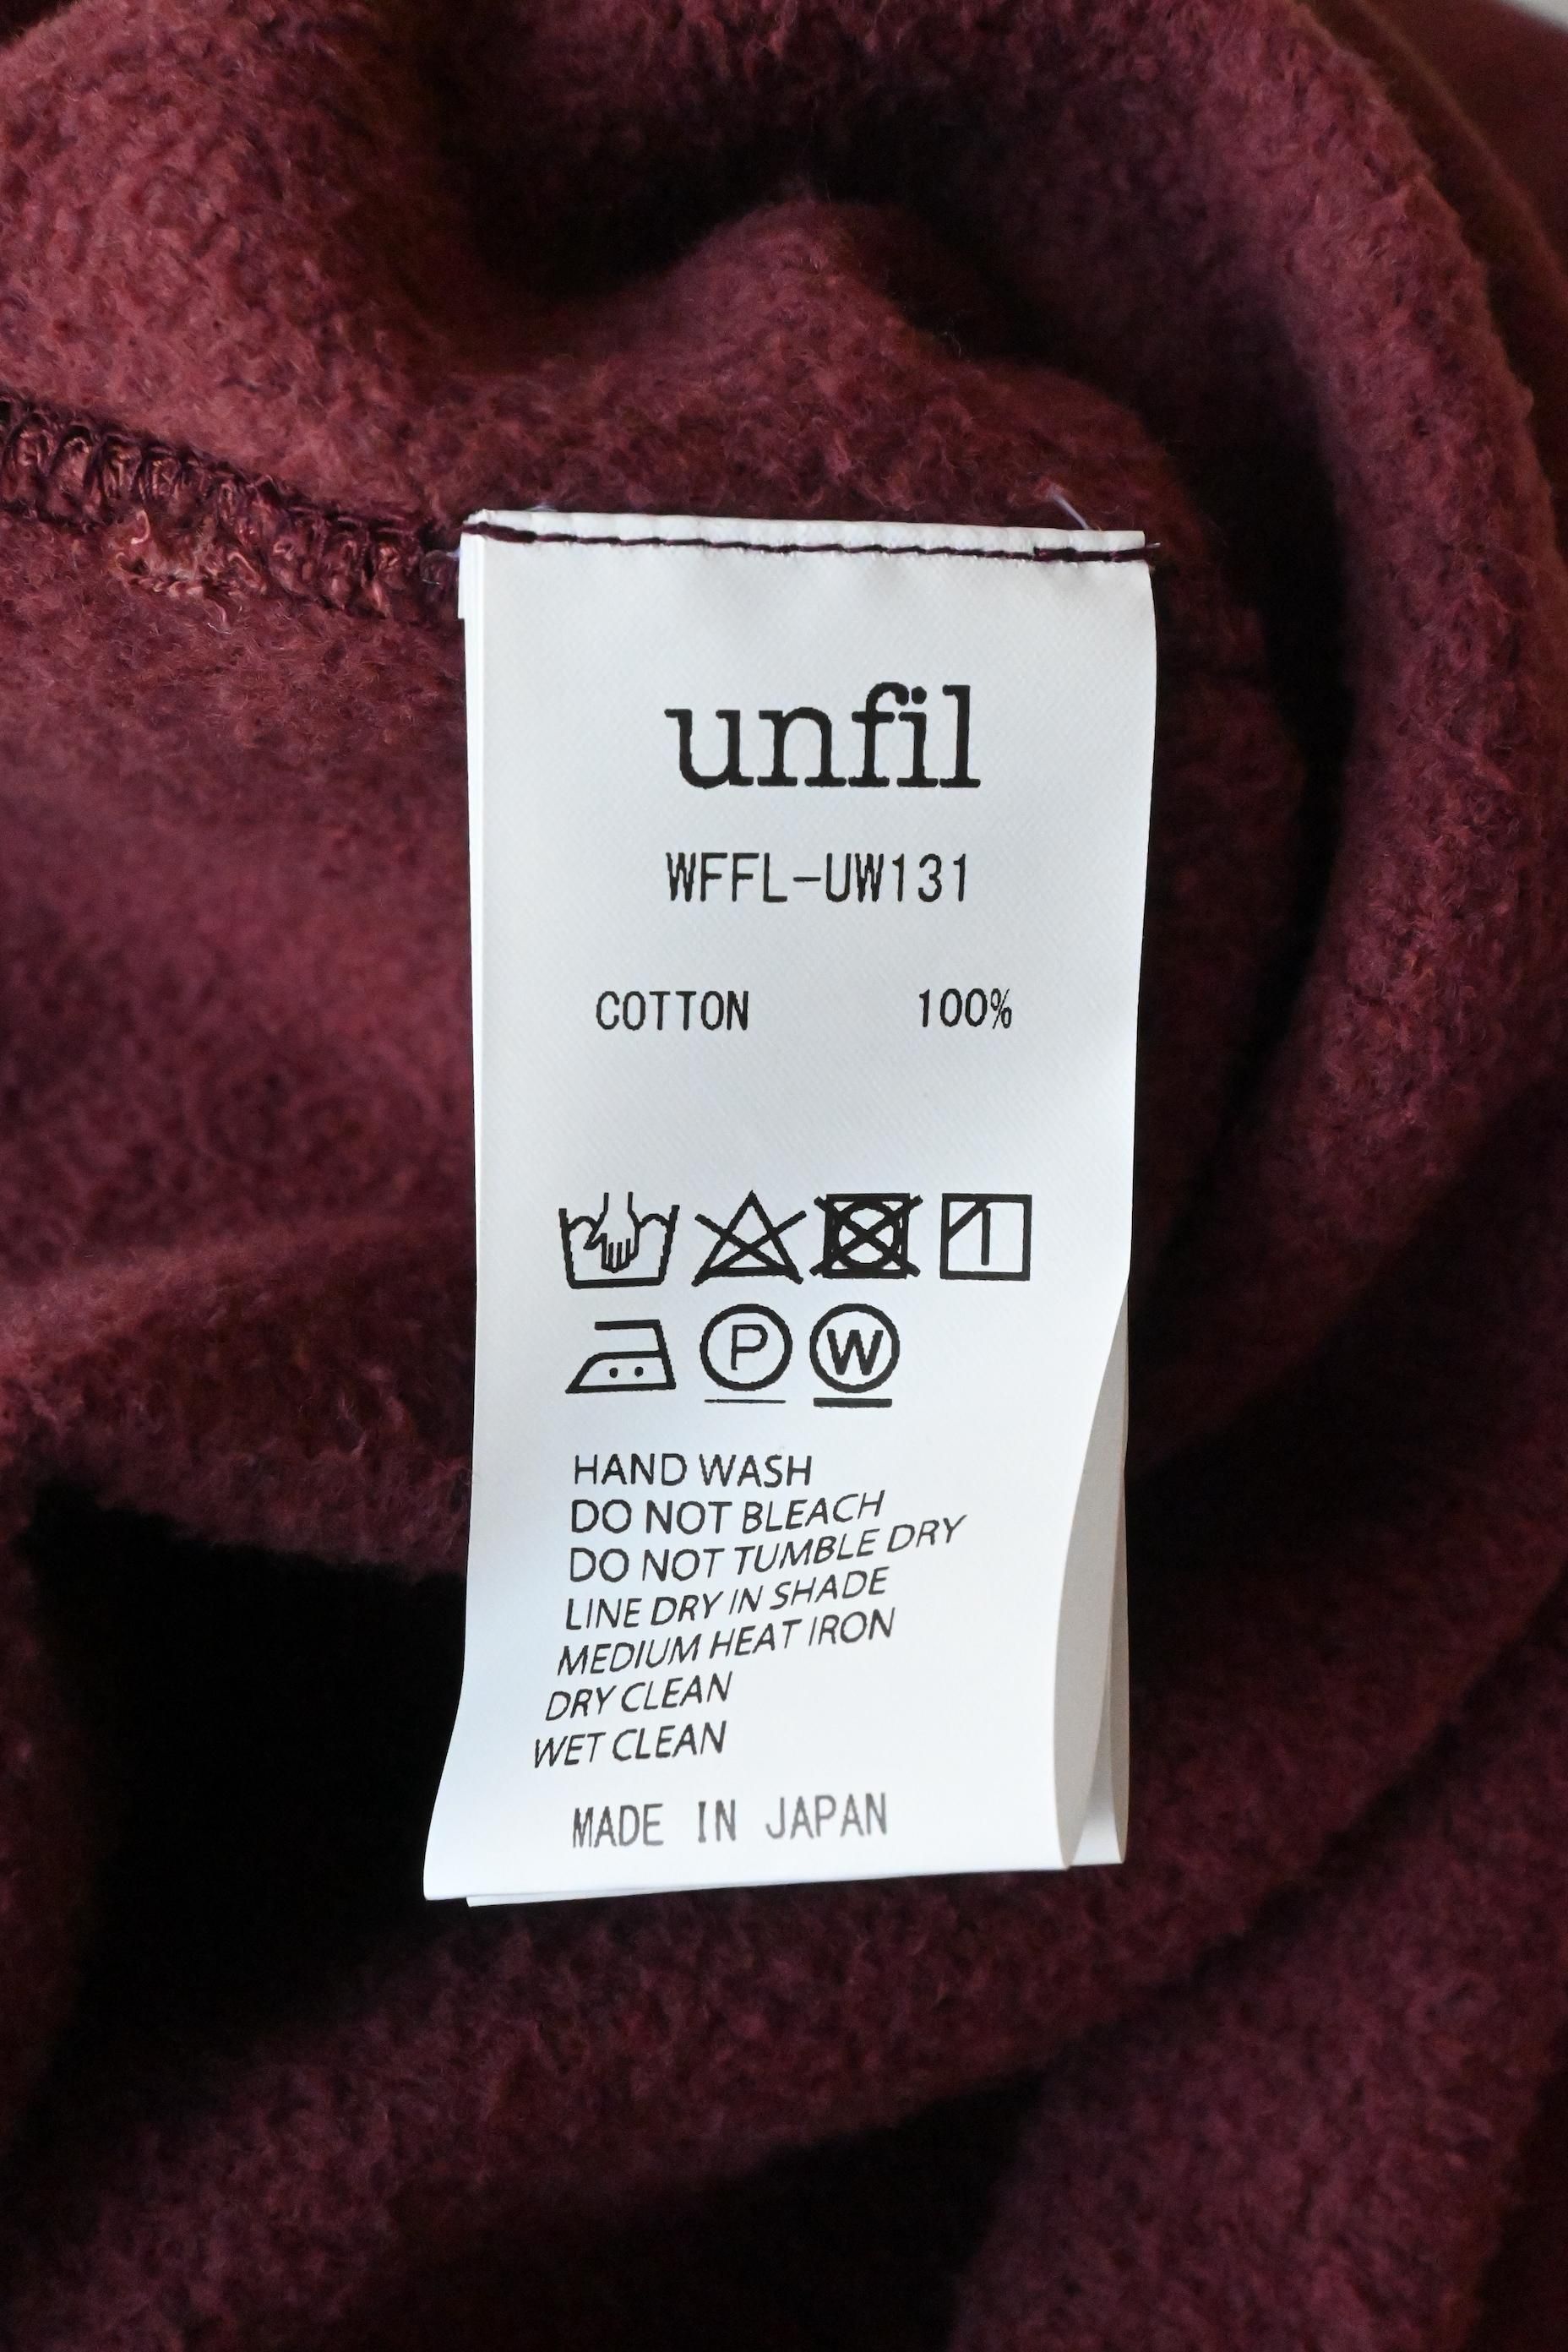 unfil
WFFL-UW131
COTTON 100%
P W
HAND WASH
DO NOT BLEACH
DO NOT TUMBLE DRY
LINE DRY IN SHADE
MEDIUM HEAT IRON
DRY CLEAN
WET CLEAN
MADE IN JAPAN